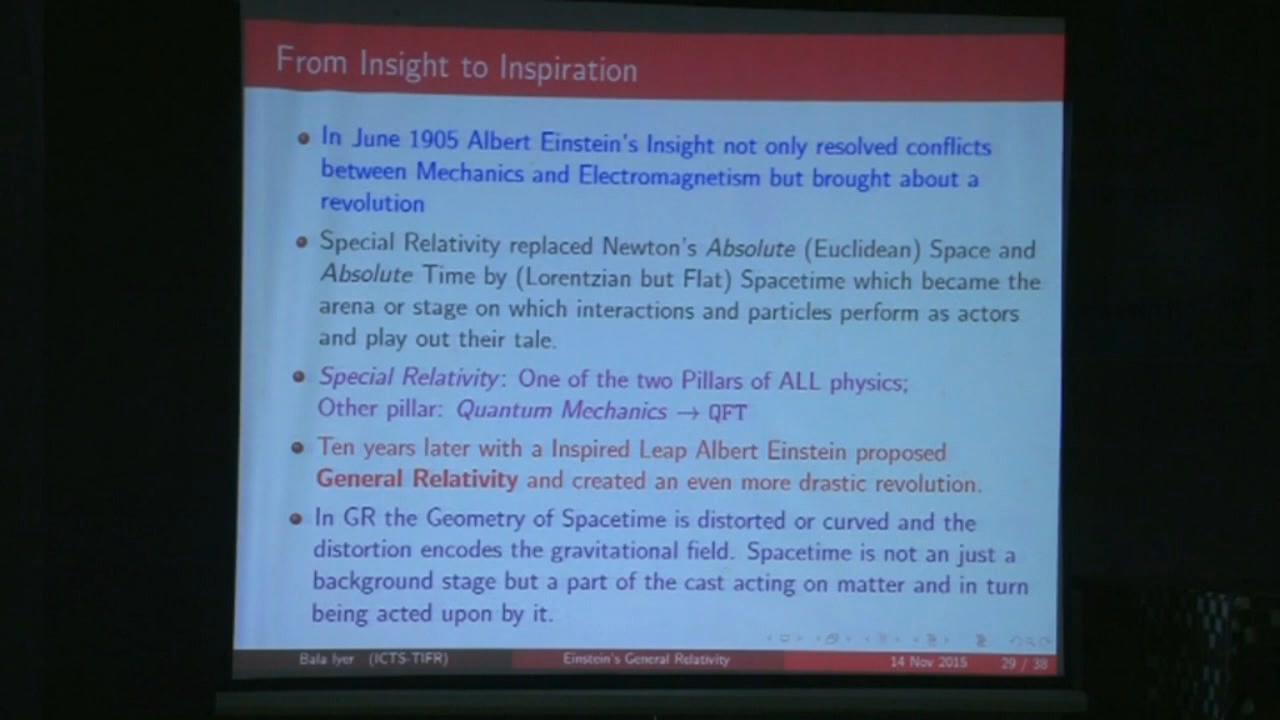 From Insight to Inspiration
In June 1905 Albert Einstein's Insight not only resolved conflicts
between Mechanics and Electromagnetism but brought about a
revolution
Special Relativity replaced Newton's Absolute (Euclidean) Space and
Absolute Time by (Lorentzian but Flat) Spacetime which became the
arena or stage on which interactions and particles perform as actors
and play out their tale.
Special Relativity: One of the two Pillars of ALL physics;
Other pillar: Quantum Mechanics → QFT
Ten years later with a Inspired Leap Albert Einstein proposed
General Relativity and created an even more drastic revolution.
In GR the Geometry of Spacetime is distorted or curved and the
distortion encodes the gravitational field. Spacetime is not an just a
background stage but a part of the cast acting on matter and in turn
being acted upon by it.
Bala Iyer (ICTS-TIFR) Einstein's General Relativity 14 Nov 2015 29 / 38